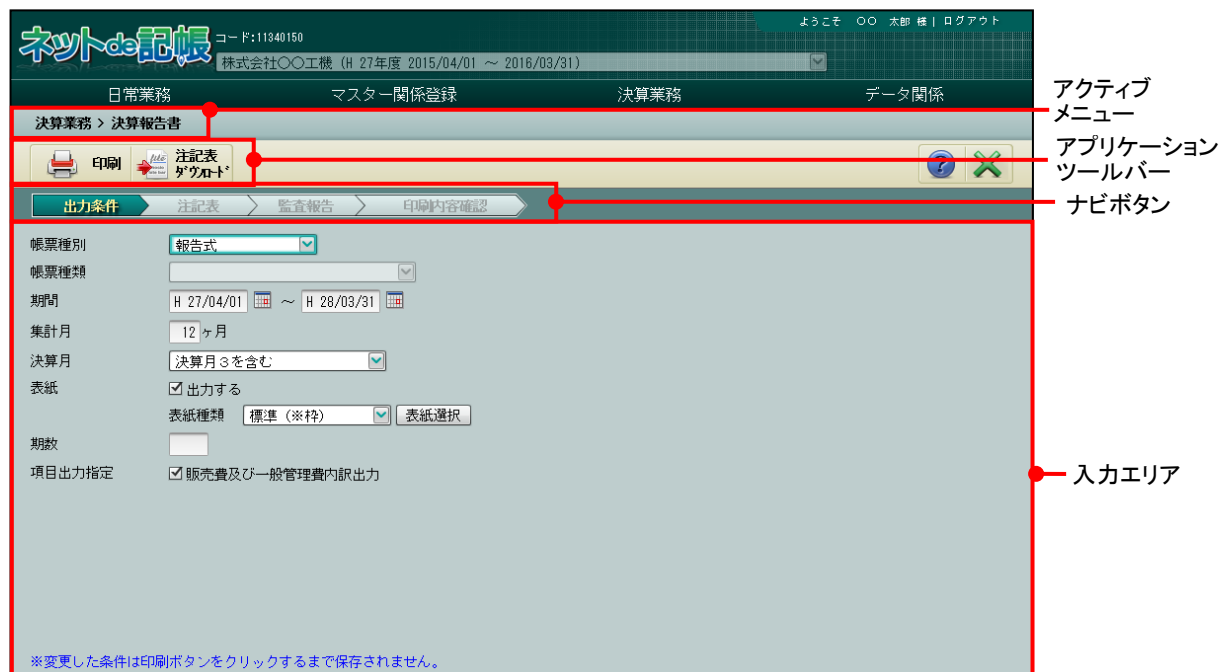 ようこそ 〇〇 太郎 様 | ログアウト
ネットde記帳
コード:11340150
株式会社〇〇工機 (H 27年度 2015/04/01 ～ 2016/03/31)
日常業務 マスター関係登録 決算業務 データ関係
決算業務 > 決算報告書
印刷 注記表
ﾀﾞｳﾝﾛｰﾄﾞ
出力条件 注記表 監査報告 印刷内容確認
帳票種別 報告式
帳票種類
期間 H 27/04/01 ～ H 28/03/31
集計月 12 ヶ月
決算月 決算月３を含む
表紙 出力する
表紙種類 標準 (※枠) 表紙選択
期数
項目出力指定 販売費及び一般管理費内訳出力
※変更した条件は印刷ボタンをクリックするまで保存されません。
アクティブ
メニュー
アプリケーション
ツールバー
ナビボタン
入力エリア